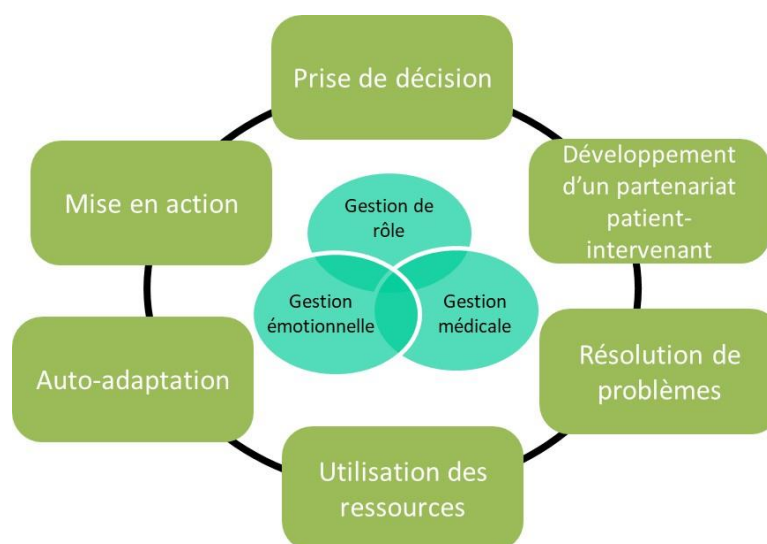 Prise de décision
Développement
d'un partenariat
patient-
intervenant
Mise en action
Gestion de
rôle
Gestion
émotionnelle
Gestion
médicale
Résolution de
problèmes
Auto-adaptation
Utilisation des
ressources